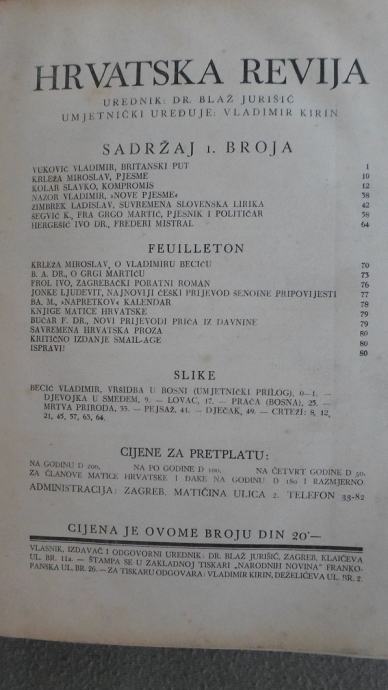 HRVATSKA REVIJA
UREDNIK: DR. BLAŽ JURIŠIĆ
UMJETNIČKI UREĐUJE: VLADIMIR KIRIN
SADRŽAJ 1. BROJA
VUKOVIĆ VLADIMIR, BRITANSKI PUT 1
KRLEŽA MIROSLAV, PJESME 10
KOLAR SLAVKO, KOMPROMIS 12
NAZOR VLADIMIR, »NOVE PJESME« 38
ZIMBREK LADISLAV, SUVREMENA SLOVENSKA LIRIKA 42
ŠEGVIĆ K., FRA GRGO MARTIĆ, PJESNIK I POLITIČAR 58
HERGEŠIĆ IVO DR., FREDERI MISTRAL 64
FEUILLETON
KRLEŽA MIROSLAV, O VLADIMIRU BECIĆU 70
B. A. DR., O GRGI MARTIĆU 73
FROL IVO, ZAGREBAČKI PORATNI ROMAN 76
JONKE LJUDEVIT, NAJNOVIJI ČEŠKI PRIJEVOD ŠENOINE PRIPOVIJESTI 77
BA. M., »NAPRETKOV« KALENDAR 78
KNJIGE MATICE HRVATSKE 79
BUČAR F. DR., NOVI PRIJEVODI PRIČA IZ DAVNINE 79
SAVREMENA HRVATSKA PROZA 80
KRITIČNO IZDANJE SMAIL-AGE 80
ISPRAVI! 80
SLIKE
BECIĆ VLADIMIR, VRŠIDBA U BOSNI (UMJETNIČKI PRILOG), 0—1. —
DJEVOJKA U SMEĐEM, 9. — LOVAC, 17. — PRAČA (BOSNA), 25. —
MRTVA PRIRODA, 33. — PEJSAŽ, 41. — DJEČAK, 49. — CRTEŽI: 8, 12,
21, 45, 57, 63, 64.
CIJENE ZA PRETPLATU:
NA GODINU D 200, NA PO GODINE D 100, NA ČETVRT GODINE D 50,
ZA ČLANOVE MATICE HRVATSKE I ĐAKE NA GODINU D 180 I RAZMJERNO
ADMINISTRACIJA: ZAGREB, MATIČINA ULICA 2. TELEFON 33-82
CIJENA JE OVOME BROJU DIN 20'—
VLASNIK, IZDAVAČ I ODGOVORNI UREDNIK: DR. BLAŽ JURIŠIĆ, ZAGREB, KLAIĆEVA
UL. BR. 11a. — ŠTAMPA SE U ZAKLADNOJ TISKARI „NARODNIH NOVINA" FRANKO-
PANSKA UL. BR. 26. — ZA TISKARU ODGOVARA: VLADIMIR KIRIN, DEŽELIĆEVA UL. BR. 2.